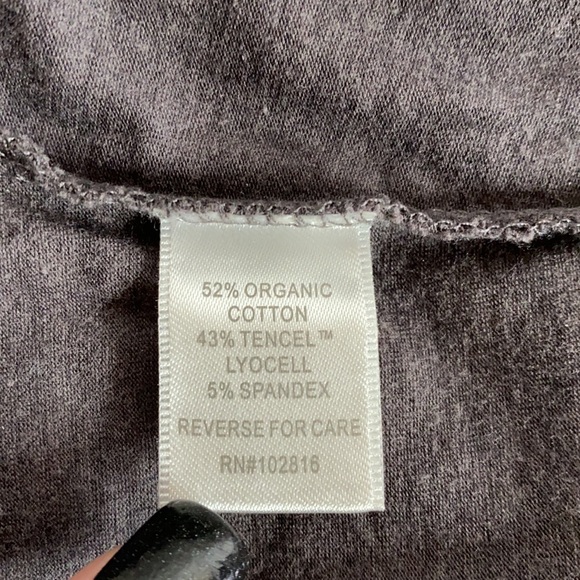 52% ORGANIC
COTTON
43% TENCEL™
LYOCELL
5% SPANDEX
REVERSE FOR CARE
RN#102816